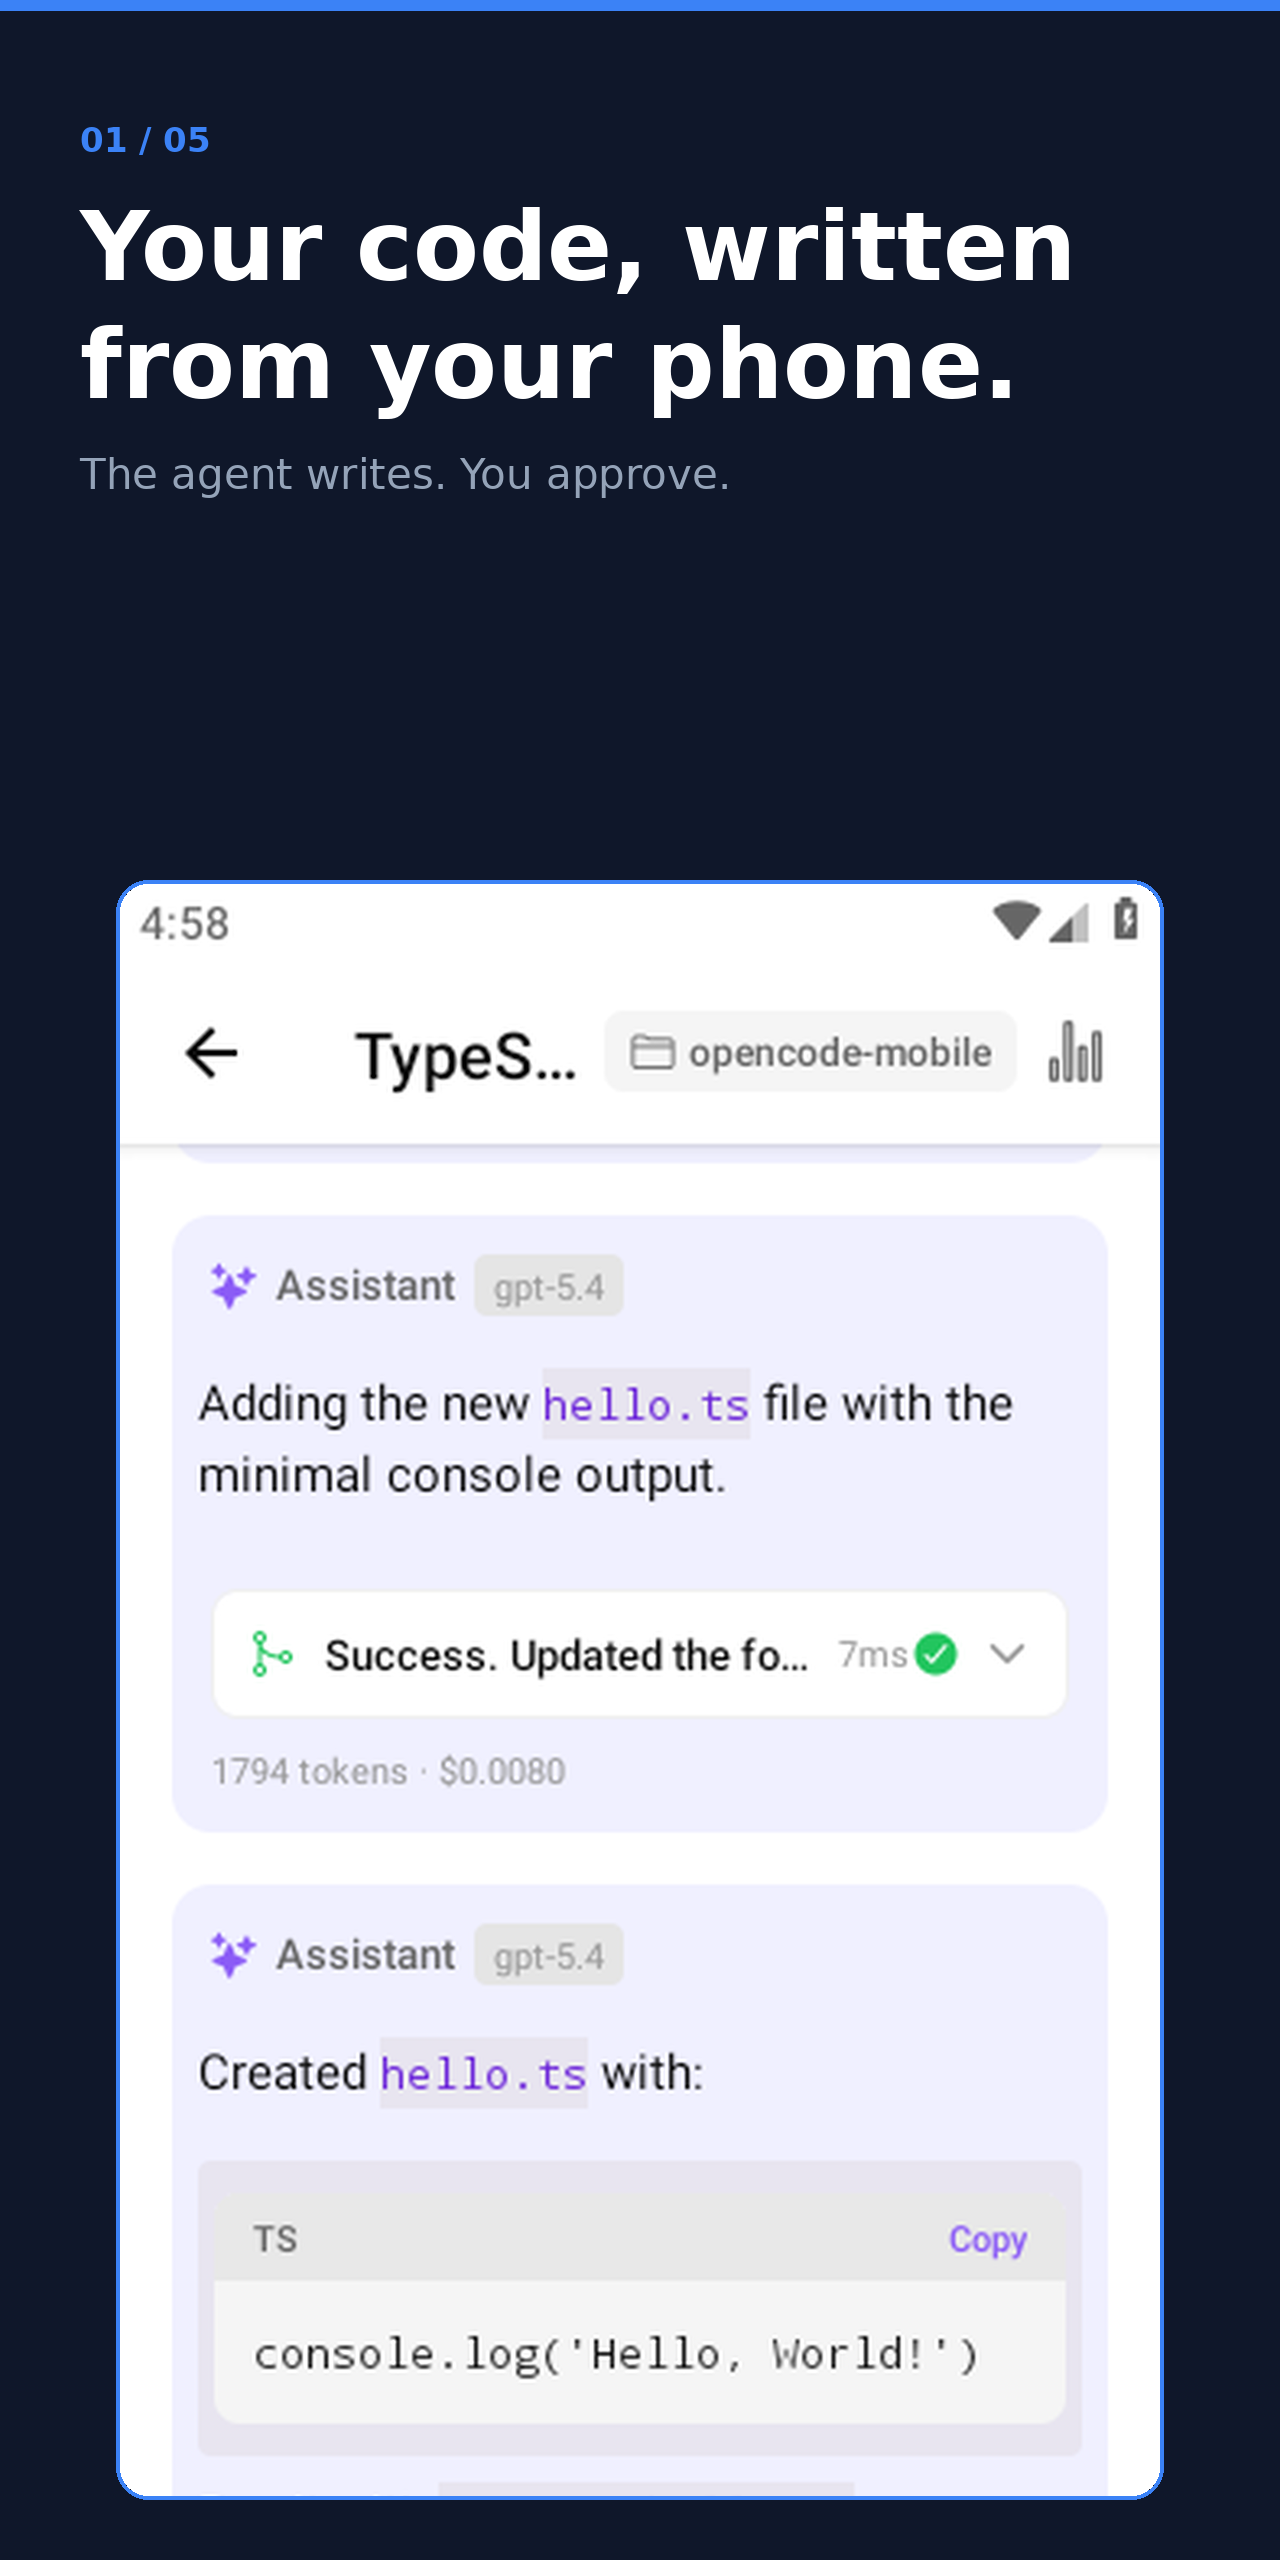 01 / 05
Your code, written
from your phone.
The agent writes. You approve.
4:58
TypeS... opencode-mobile
Assistant gpt-5.4
Adding the new hello.ts file with the
minimal console output.
Success. Updated the fo... 7ms
1794 tokens · $0.0080
Assistant gpt-5.4
Created hello.ts with:
TS Copy
console.log('Hello, World!')